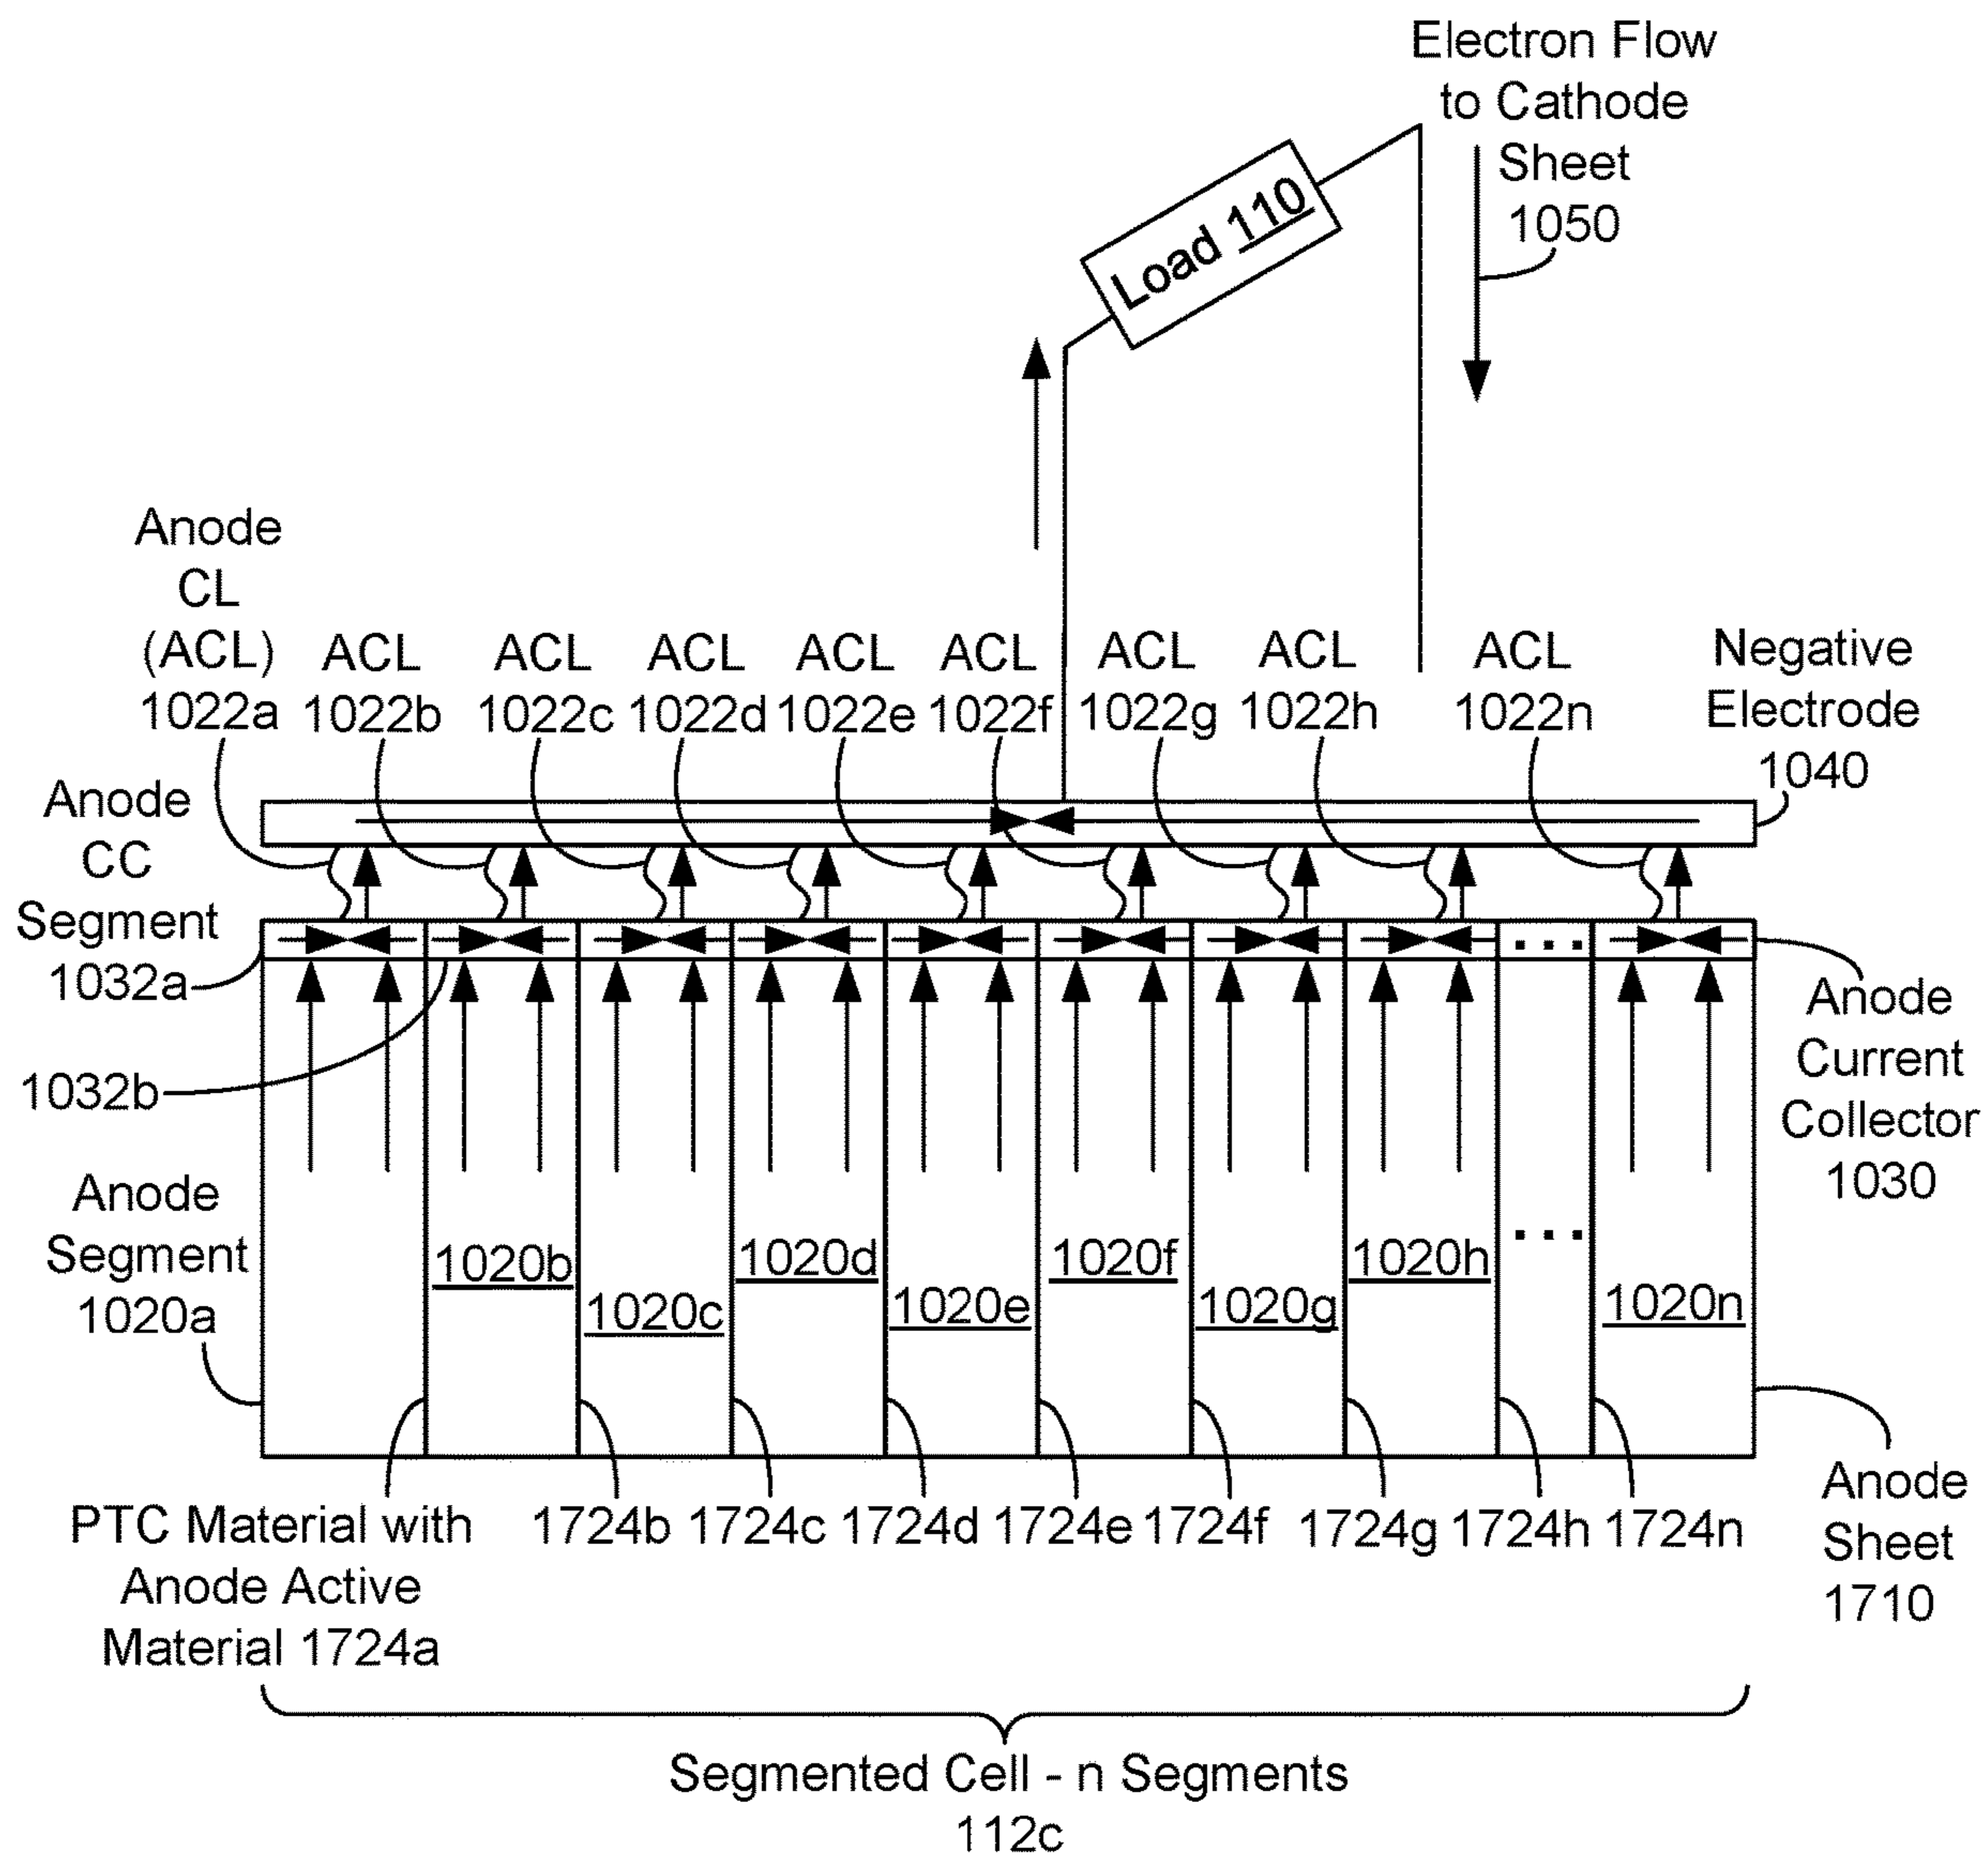 Electron Flow
to Cathode
Sheet
1050
Load 110
Anode
CL
(ACL)
1022a
ACL
1022b
ACL
1022c
ACL
1022d
ACL
1022e
ACL
1022f
ACL
1022g
ACL
1022h
ACL
1022n
Negative
Electrode
1040
Anode
CC
Segment
1032a
1032b
...
Anode
Current
Collector
1030
Anode
Segment
1020a
1020b
1020c
1020d
1020e
1020f
1020g
1020h
...
1020n
PTC Material with
Anode Active
Material 1724a
1724b
1724c
1724d
1724e
1724f
1724g
1724h
1724n
Anode
Sheet
1710
Segmented Cell - n Segments
112c